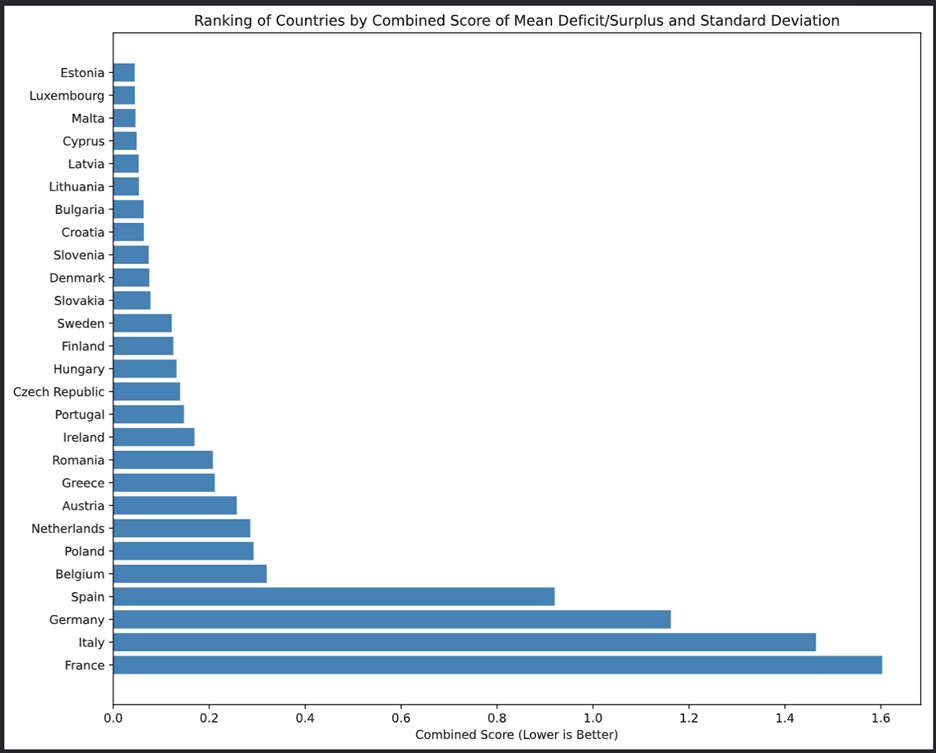 Ranking of Countries by Combined Score of Mean Deficit/Surplus and Standard Deviation
Estonia
Luxembourg
Malta
Cyprus
Latvia
Lithuania
Bulgaria
Croatia
Slovenia
Denmark
Slovakia
Sweden
Finland
Hungary
Czech Republic
Portugal
Ireland
Romania
Greece
Austria
Netherlands
Poland
Belgium
Spain
Germany
Italy
France
0.0 0.2 0.4 0.6 0.8 1.0 1.2 1.4 1.6
Combined Score (Lower is Better)